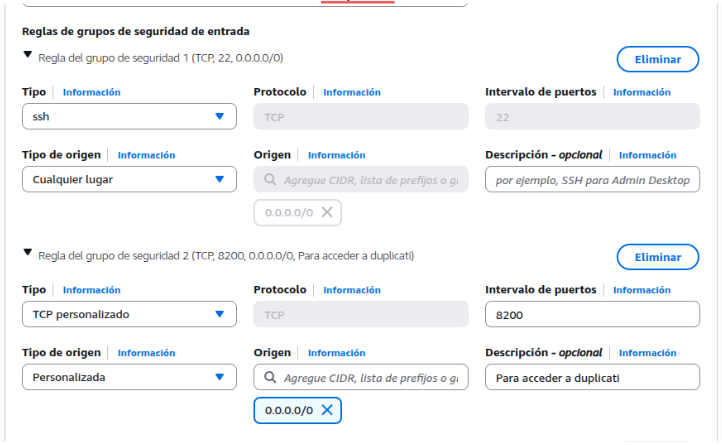 Reglas de grupos de seguridad de entrada
Regla del grupo de seguridad 1 (TCP, 22, 0.0.0.0/0)
Eliminar
Tipo | Información
Protocolo | Información
Intervalo de puertos | Información
ssh
TCP
22
Tipo de origen | Información
Origen | Información
Descripción - opcional | Información
Cualquier lugar
Agregue CIDR, lista de prefijos o gi
por ejemplo, SSH para Admin Desktop
0.0.0.0/0
Regla del grupo de seguridad 2 (TCP, 8200, 0.0.0.0/0, Para acceder a duplicati)
Eliminar
Tipo | Información
Protocolo | Información
Intervalo de puertos | Información
TCP personalizado
TCP
8200
Tipo de origen | Información
Origen | Información
Descripción - opcional | Información
Personalizada
Agregue CIDR, lista de prefijos o gi
Para acceder a duplicati
0.0.0.0/0